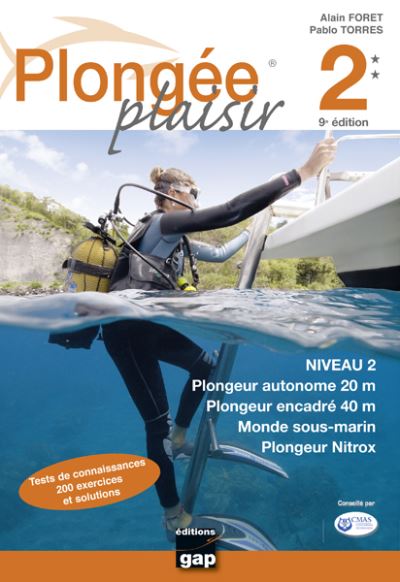 Alain FORET
Pablo TORRES
Plongée®
plaisir
2
9e édition
NIVEAU 2
Plongeur autonome 20 m
Plongeur encadré 40 m
Monde sous-marin
Plongeur Nitrox
Tests de connaissances
200 exercices
et solutions
Conseillé par
CMAS
éditions
gap